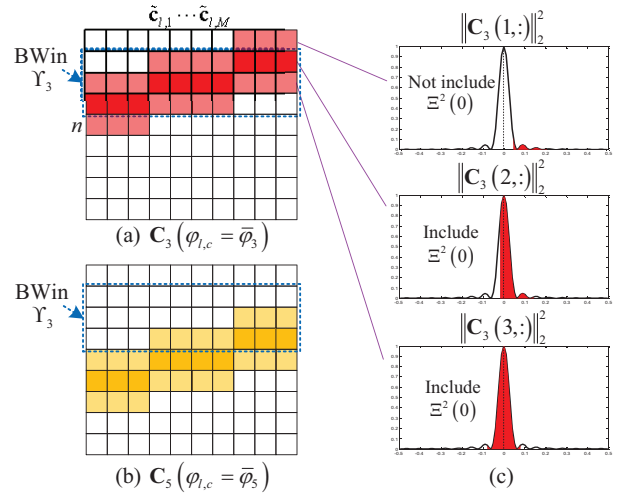 c̃_{l,1} ⋯ c̃_{l,M}
BWin
Υ_3
n
(a) C_3 (φ_{l,c} = φ̄_3)
BWin
Υ_3
(b) C_5 (φ_{l,c} = φ̄_5)
‖C_3 (1,:)‖_2^2
Not include
Ξ^2 (0)
‖C_3 (2,:)‖_2^2
Include
Ξ^2 (0)
‖C_3 (3,:)‖_2^2
Include
Ξ^2 (0)
(c)